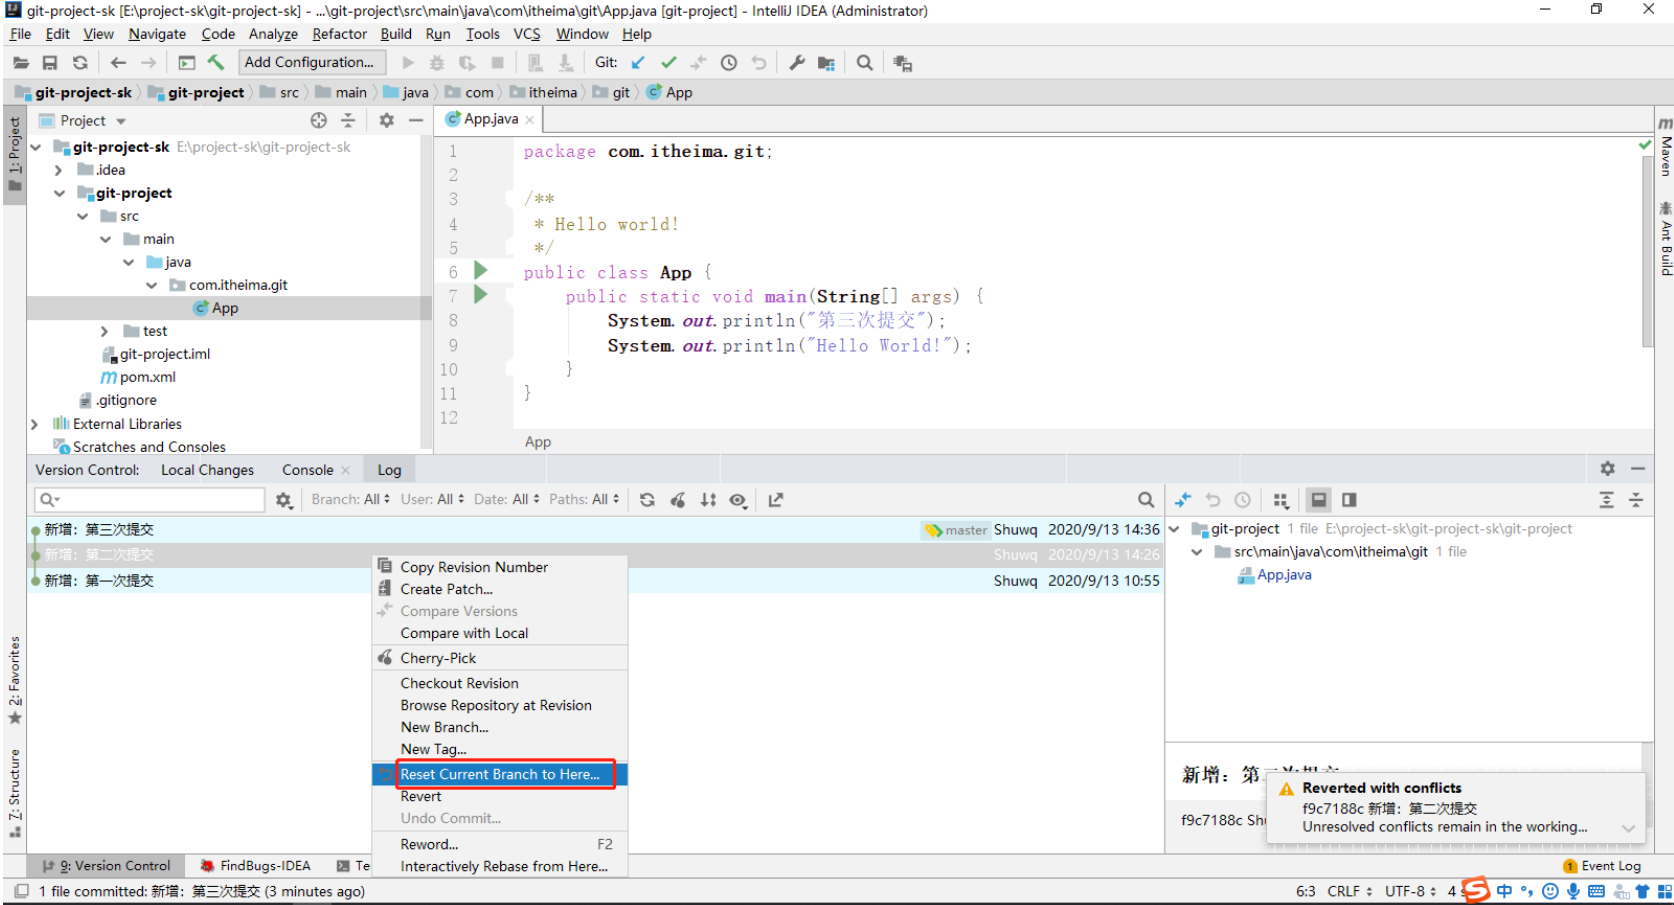 git-project-sk [E:\project-sk\git-project-sk] - ...\git-project\src\main\java\com\itheima\git\App.java [git-project] - IntelliJ IDEA (Administrator)
File Edit View Navigate Code Analyze Refactor Build Run Tools VCS Window Help
Add Configuration... Git:
git-project-sk git-project src main java com itheima git App
1: Project
Project
App.java
Maven
Ant Build
git-project-sk E:\project-sk\git-project-sk
.idea
git-project
src
main
java
com.itheima.git
App
test
git-project.iml
pom.xml
.gitignore
External Libraries
Scratches and Consoles
1 package com.itheima.git;
2
3 /**
4 * Hello world!
5 */
6 public class App {
7 public static void main(String[] args) {
8 System.out.println("第三次提交");
9 System.out.println("Hello World!");
10 }
11 }
12
App
Version Control: Local Changes Console Log
Branch: All User: All Date: All Paths: All
新增：第三次提交 master Shuwq 2020/9/13 14:36
新增：第二次提交 Shuwq 2020/9/13 14:26
新增：第一次提交 Shuwq 2020/9/13 10:55
git-project 1 file E:\project-sk\git-project-sk\git-project
src\main\java\com\itheima\git 1 file
App.java
Copy Revision Number
Create Patch...
Compare Versions
Compare with Local
Cherry-Pick
Checkout Revision
Browse Repository at Revision
New Branch...
New Tag...
Reset Current Branch to Here...
Revert
Undo Commit...
Reword... F2
Interactively Rebase from Here...
2: Favorites
7: Structure
新增：第
f9c7188c Sh
Reverted with conflicts
f9c7188c 新增：第二次提交
Unresolved conflicts remain in the working...
9: Version Control FindBugs-IDEA Te
1 Event Log
1 file committed: 新增：第三次提交 (3 minutes ago)
6:3 CRLF UTF-8 4 s
中